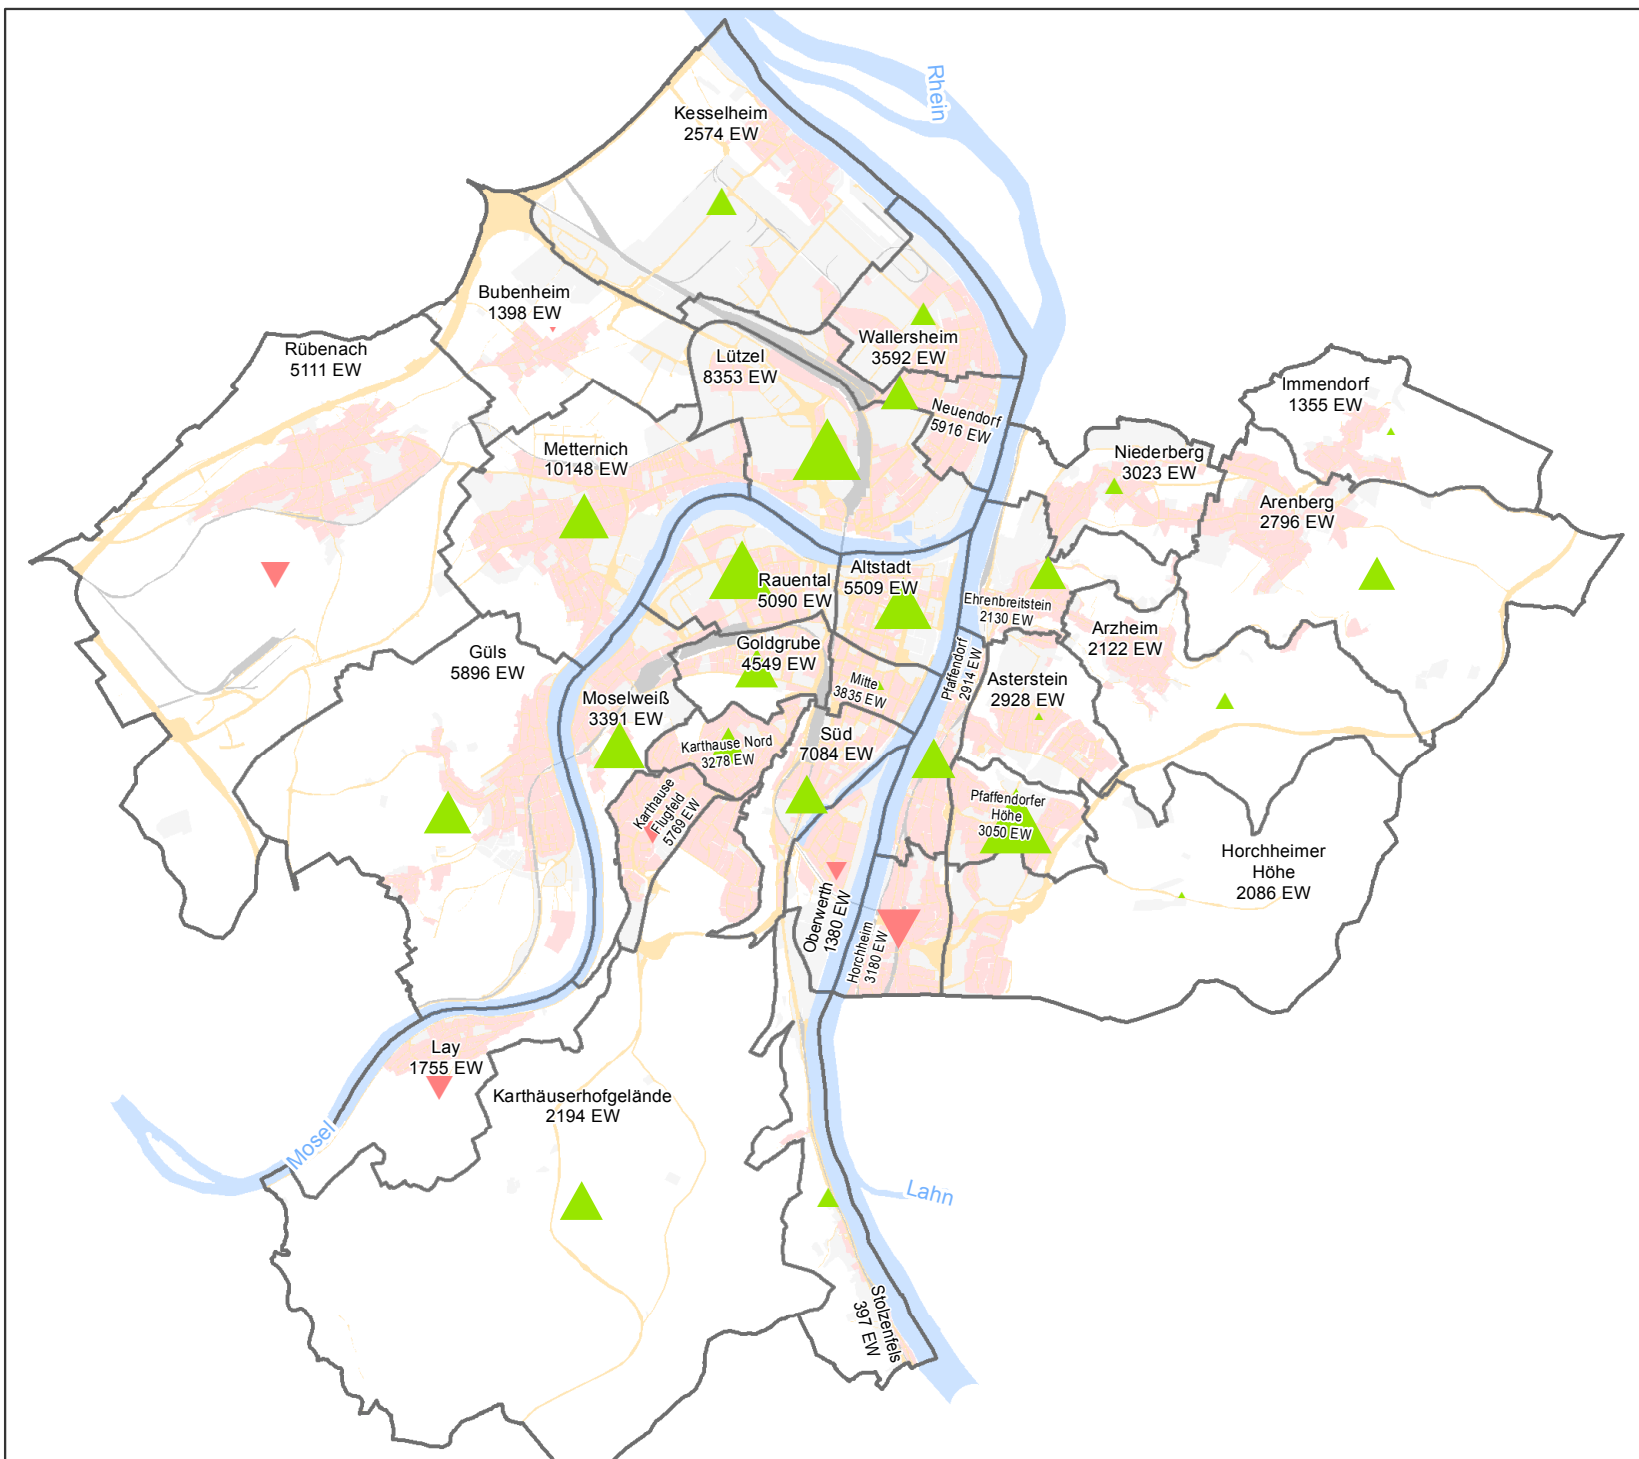 Rhein
Kesselheim
2574 EW
Bubenheim
1398 EW
Rübenach
5111 EW
Wallersheim
3592 EW
Lützel
8353 EW
Immendorf
1355 EW
Neuendorf
5916 EW
Metternich
10148 EW
Niederberg
3023 EW
Arenberg
2796 EW
Altstadt
5509 EW
Rauental
5090 EW
Ehrenbreitstein
2130 EW
Arzheim
2122 EW
Goldgrube
4549 EW
Güls
5896 EW
Pfaffendorf
2914 EW
Mitte
3835 EW
Asterstein
2928 EW
Moselweiß
3391 EW
Süd
7084 EW
Karthause Nord
3278 EW
Karthause
Flugfeld
5769 EW
Pfaffendorfer
Höhe
3050 EW
Horchheimer
Höhe
2086 EW
Oberwerth
1380 EW
Horchheim
3180 EW
Lay
1755 EW
Karthäuserhofgelände
2194 EW
Mosel
Lahn
Stolzenfels
397 EW